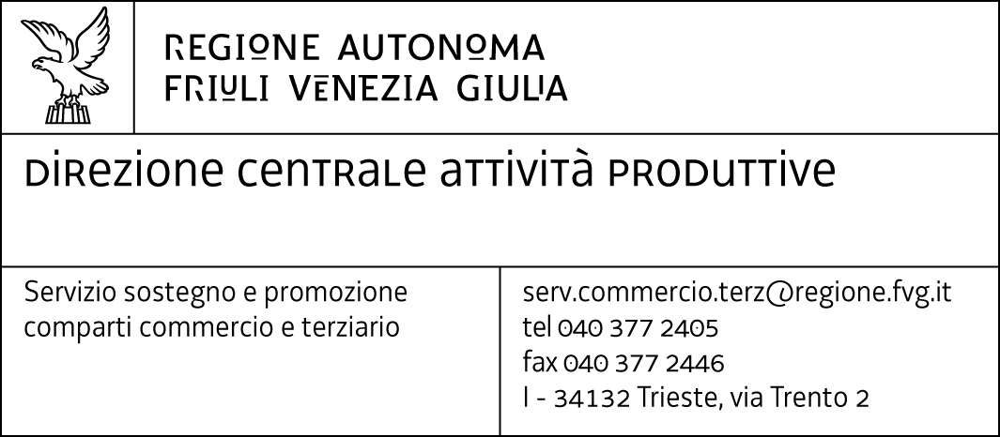 REGIONE AUTONOMA
FRIULI VENEZIA GIULIA
Direzione centrale attività produttive
Servizio sostegno e promozione
comparti commercio e terziario
serv.commercio.terz@regione.fvg.it
tel 040 377 2405
fax 040 377 2446
I - 34132 Trieste, via Trento 2